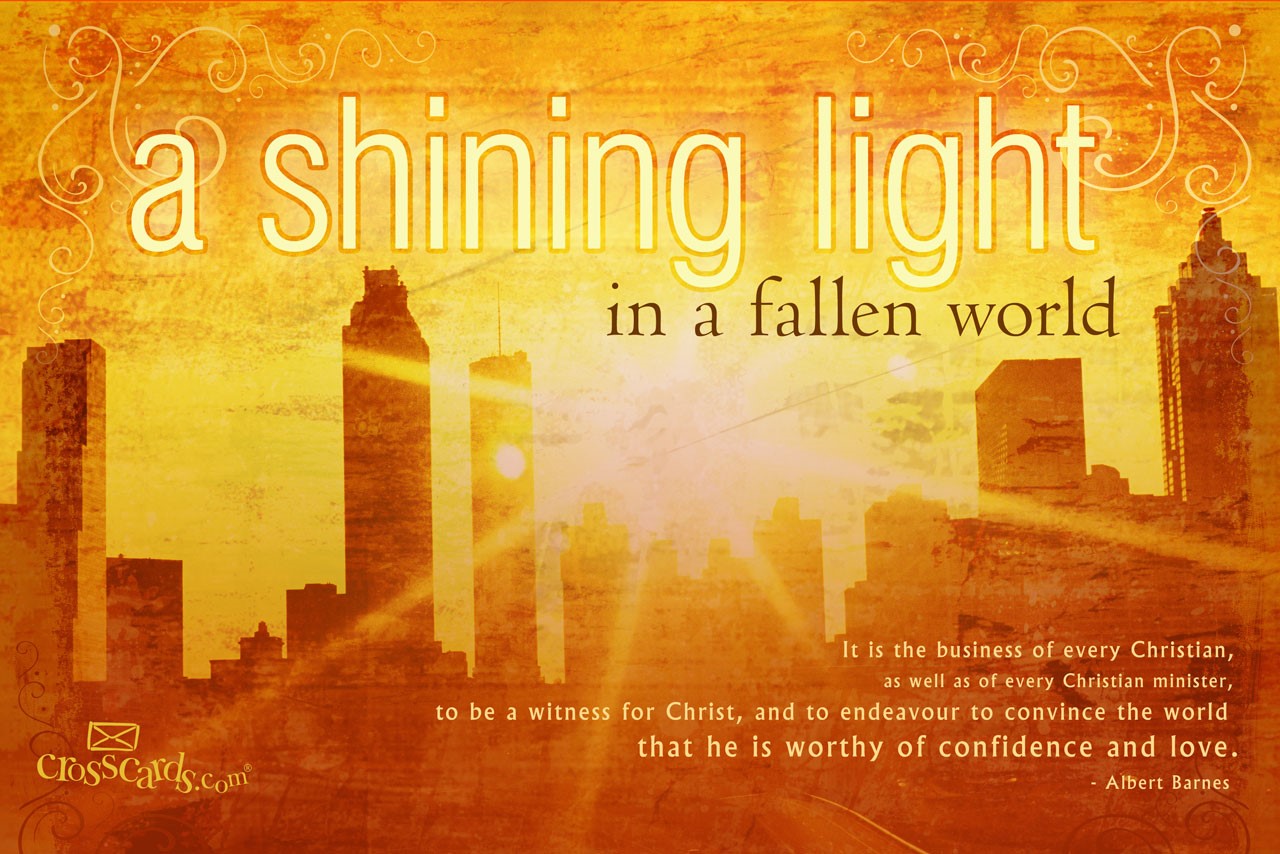 a shining light
in a fallen world
It is the business of every Christian,
as well as of every Christian minister,
to be a witness for Christ, and to endeavour to convince the world
that he is worthy of confidence and love.
- Albert Barnes
crosscards.com®